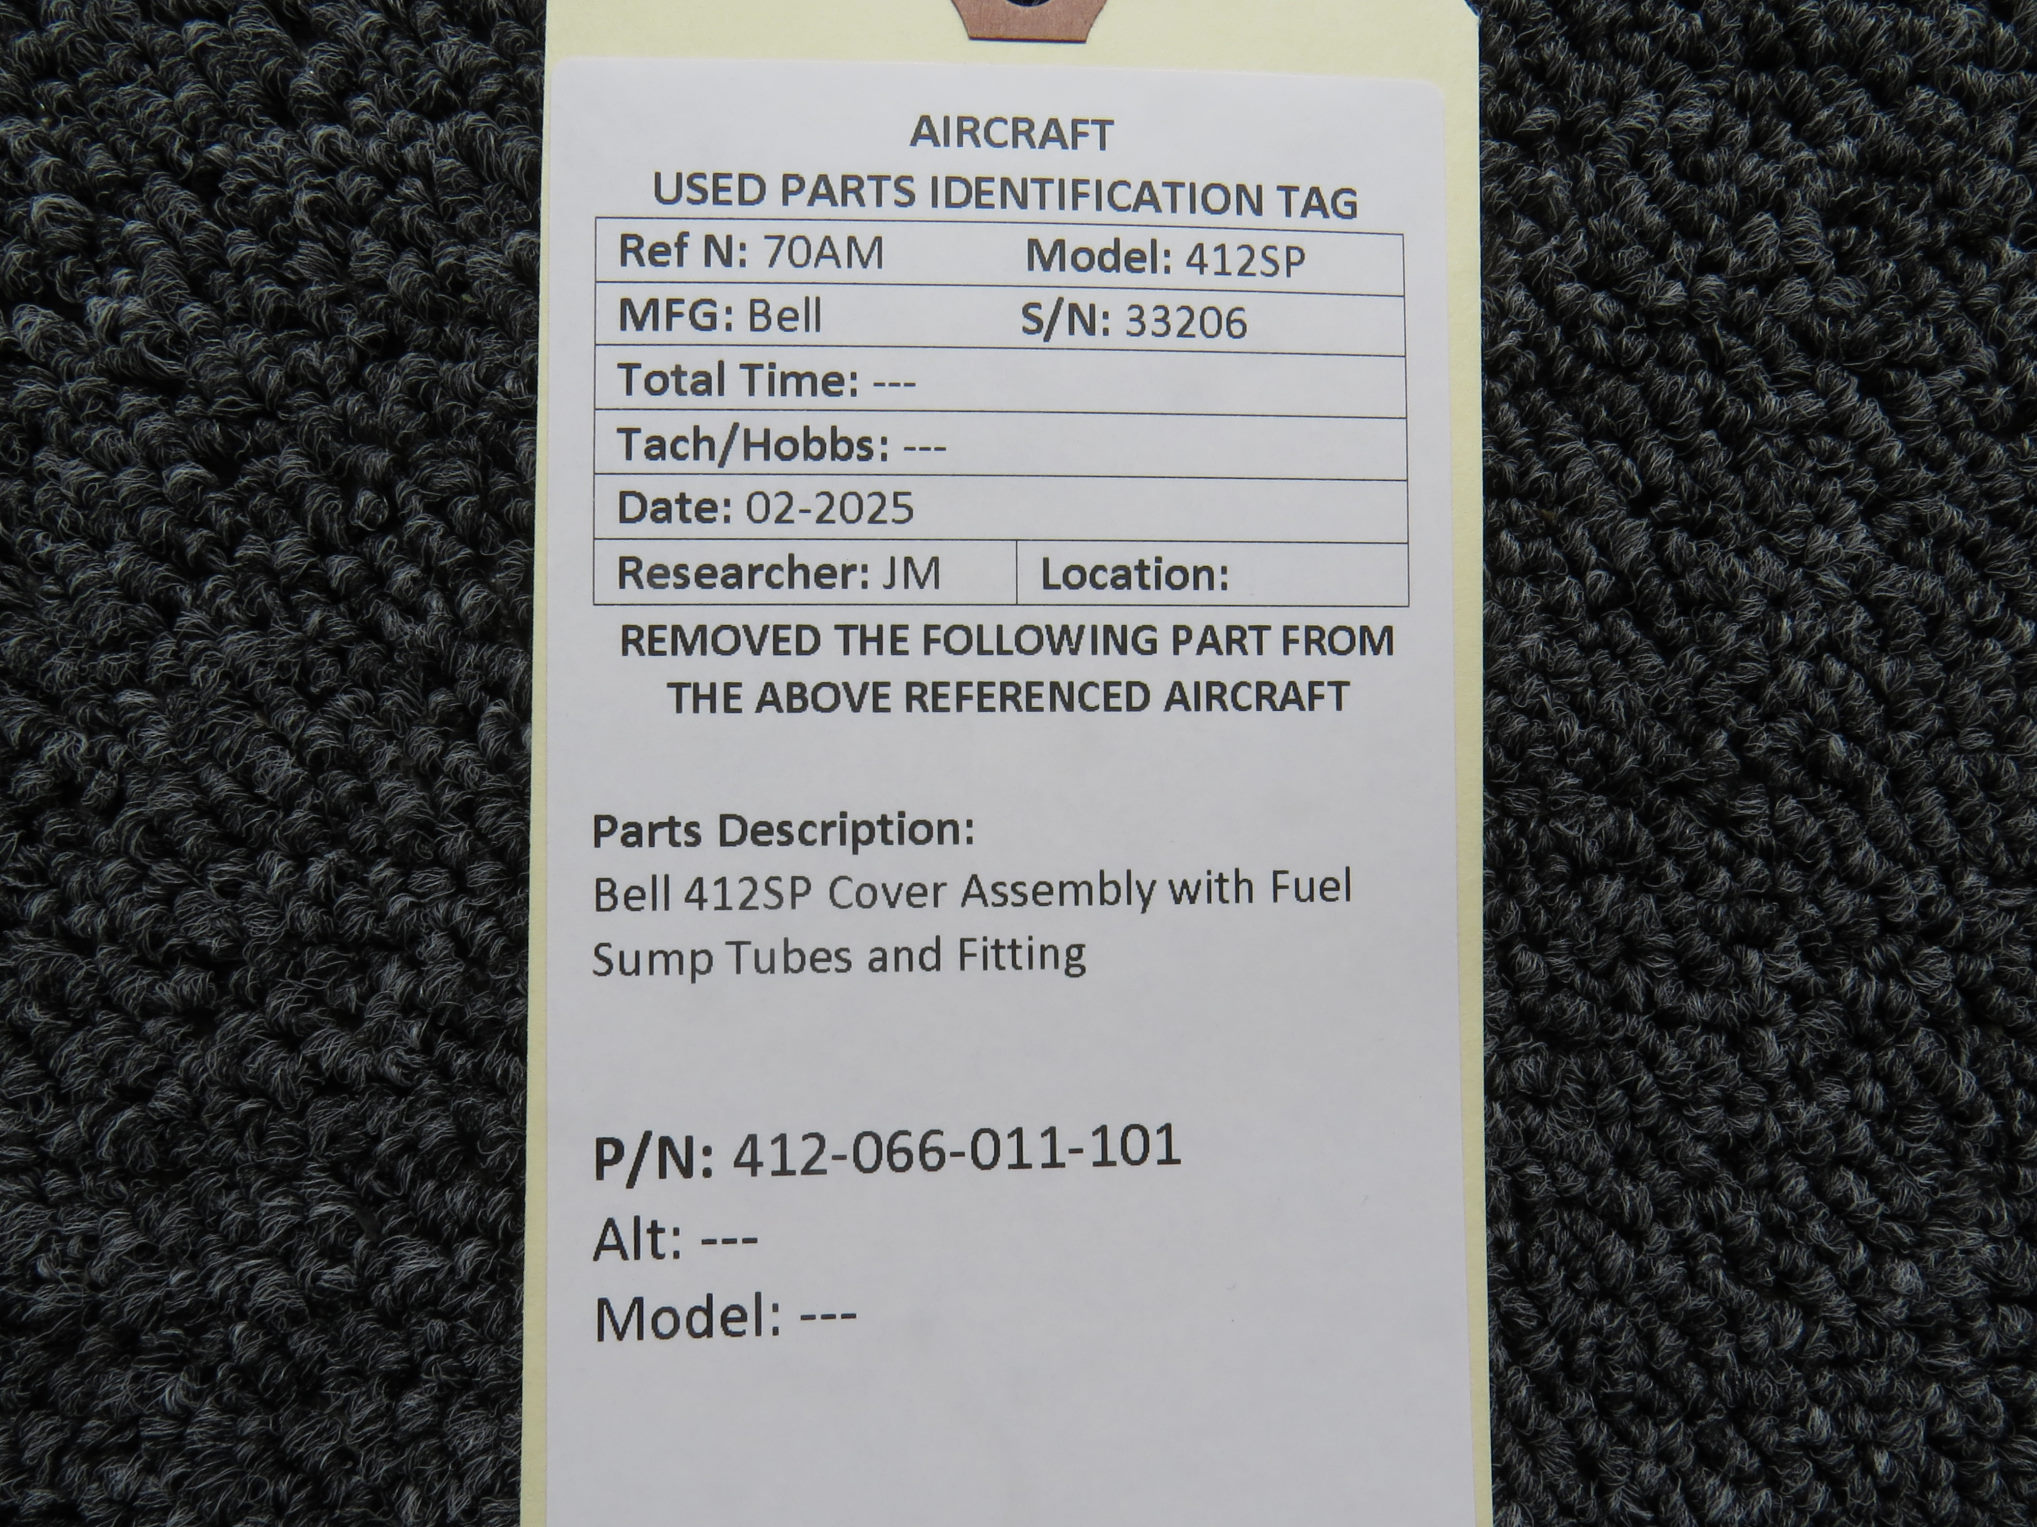 AIRCRAFT
USED PARTS IDENTIFICATION TAG
Ref N: 70AM Model: 412SP
MFG: Bell S/N: 33206
Total Time: ---
Tach/Hobbs: ---
Date: 02-2025
Researcher: JM Location:
REMOVED THE FOLLOWING PART FROM
THE ABOVE REFERENCED AIRCRAFT
Parts Description:
Bell 412SP Cover Assembly with Fuel
Sump Tubes and Fitting
P/N: 412-066-011-101
Alt: ---
Model: ---